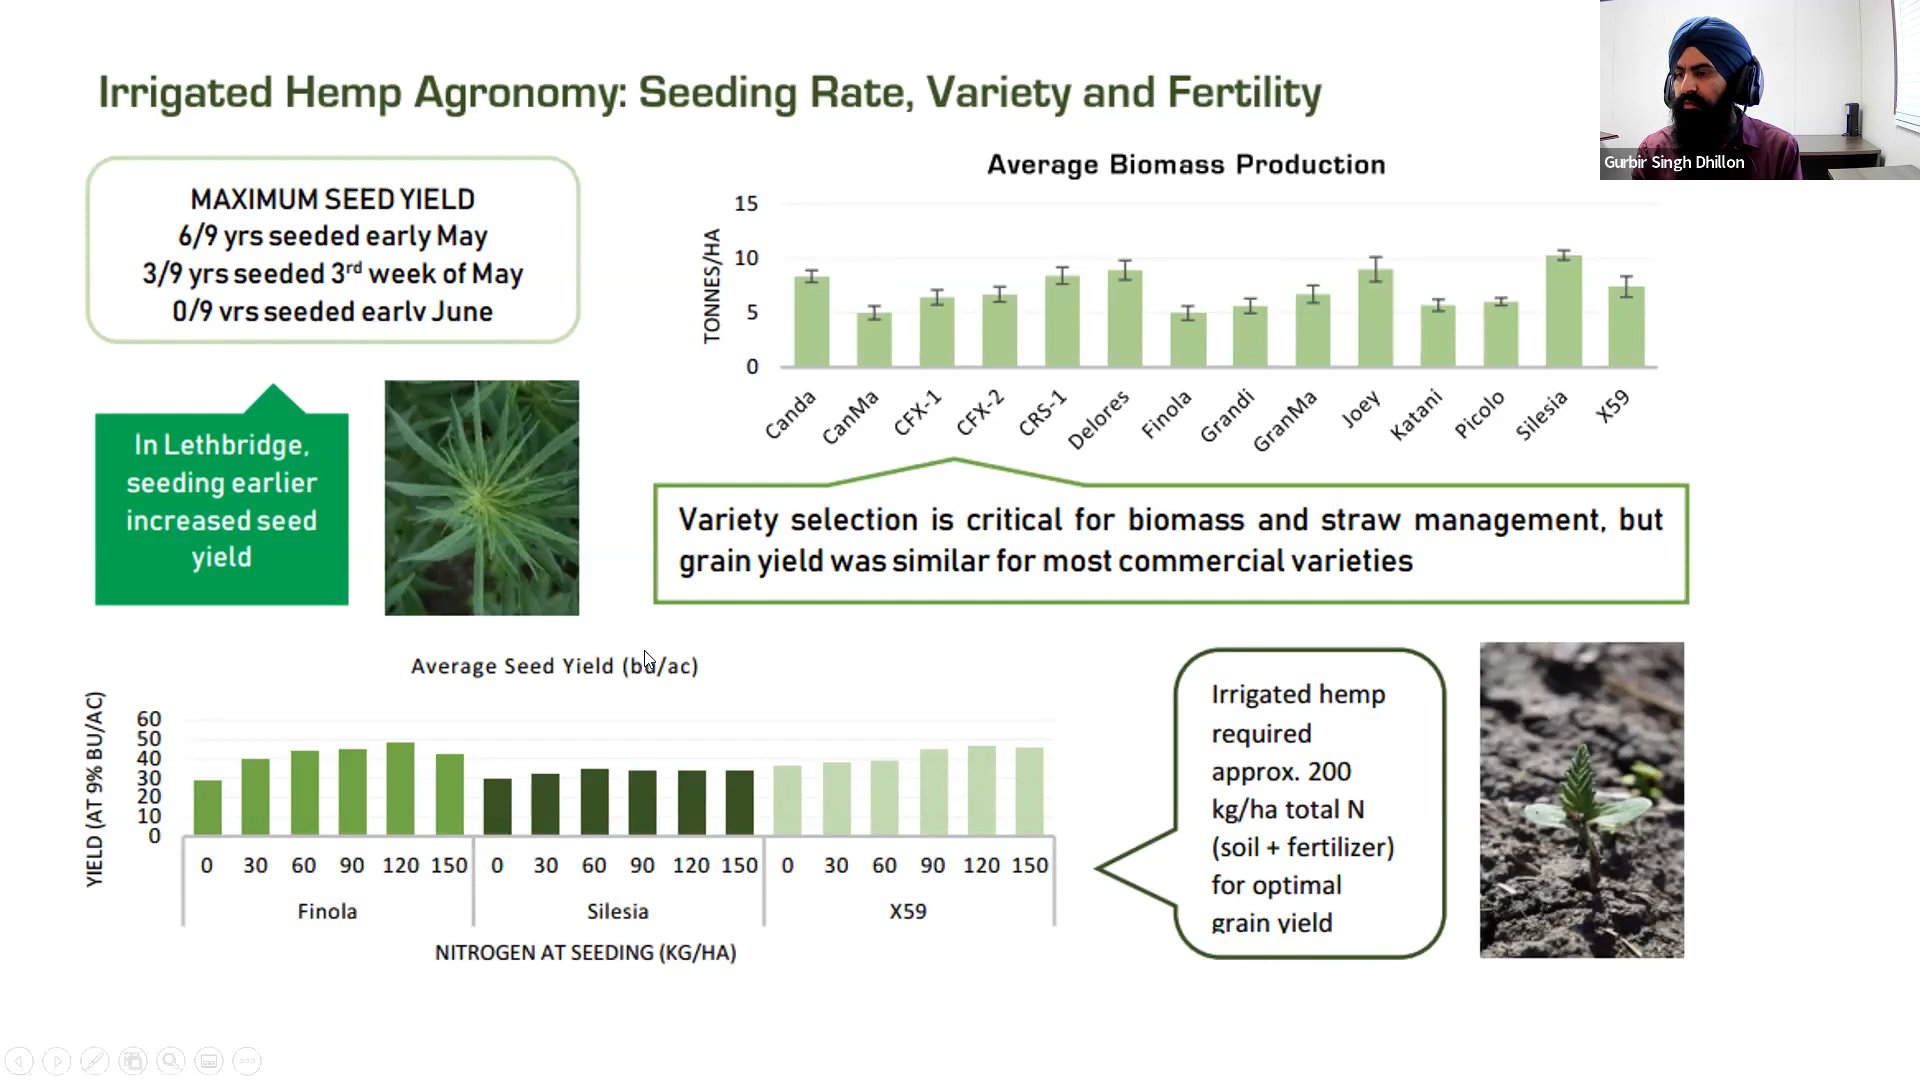 Irrigated Hemp Agronomy: Seeding Rate, Variety and Fertility
Gurbir Singh Dhillon
MAXIMUM SEED YIELD
6/9 yrs seeded early May
3/9 yrs seeded 3rd week of May
0/9 yrs seeded early June
In Lethbridge,
seeding earlier
increased seed
yield
Average Biomass Production
TONNES/HA
15
10
5
0
Canda CanMa CFX-1 CFX-2 CRS-1 Delores Finola Grandi GranMa Joey Katani Picolo Silesia X59
Variety selection is critical for biomass and straw management, but
grain yield was similar for most commercial varieties
Average Seed Yield (bu/ac)
YIELD (AT 9% BU/AC)
60
50
40
30
20
10
0
0 30 60 90 120 150 0 30 60 90 120 150 0 30 60 90 120 150
Finola Silesia X59
NITROGEN AT SEEDING (KG/HA)
Irrigated hemp
required
approx. 200
kg/ha total N
(soil + fertilizer)
for optimal
grain yield